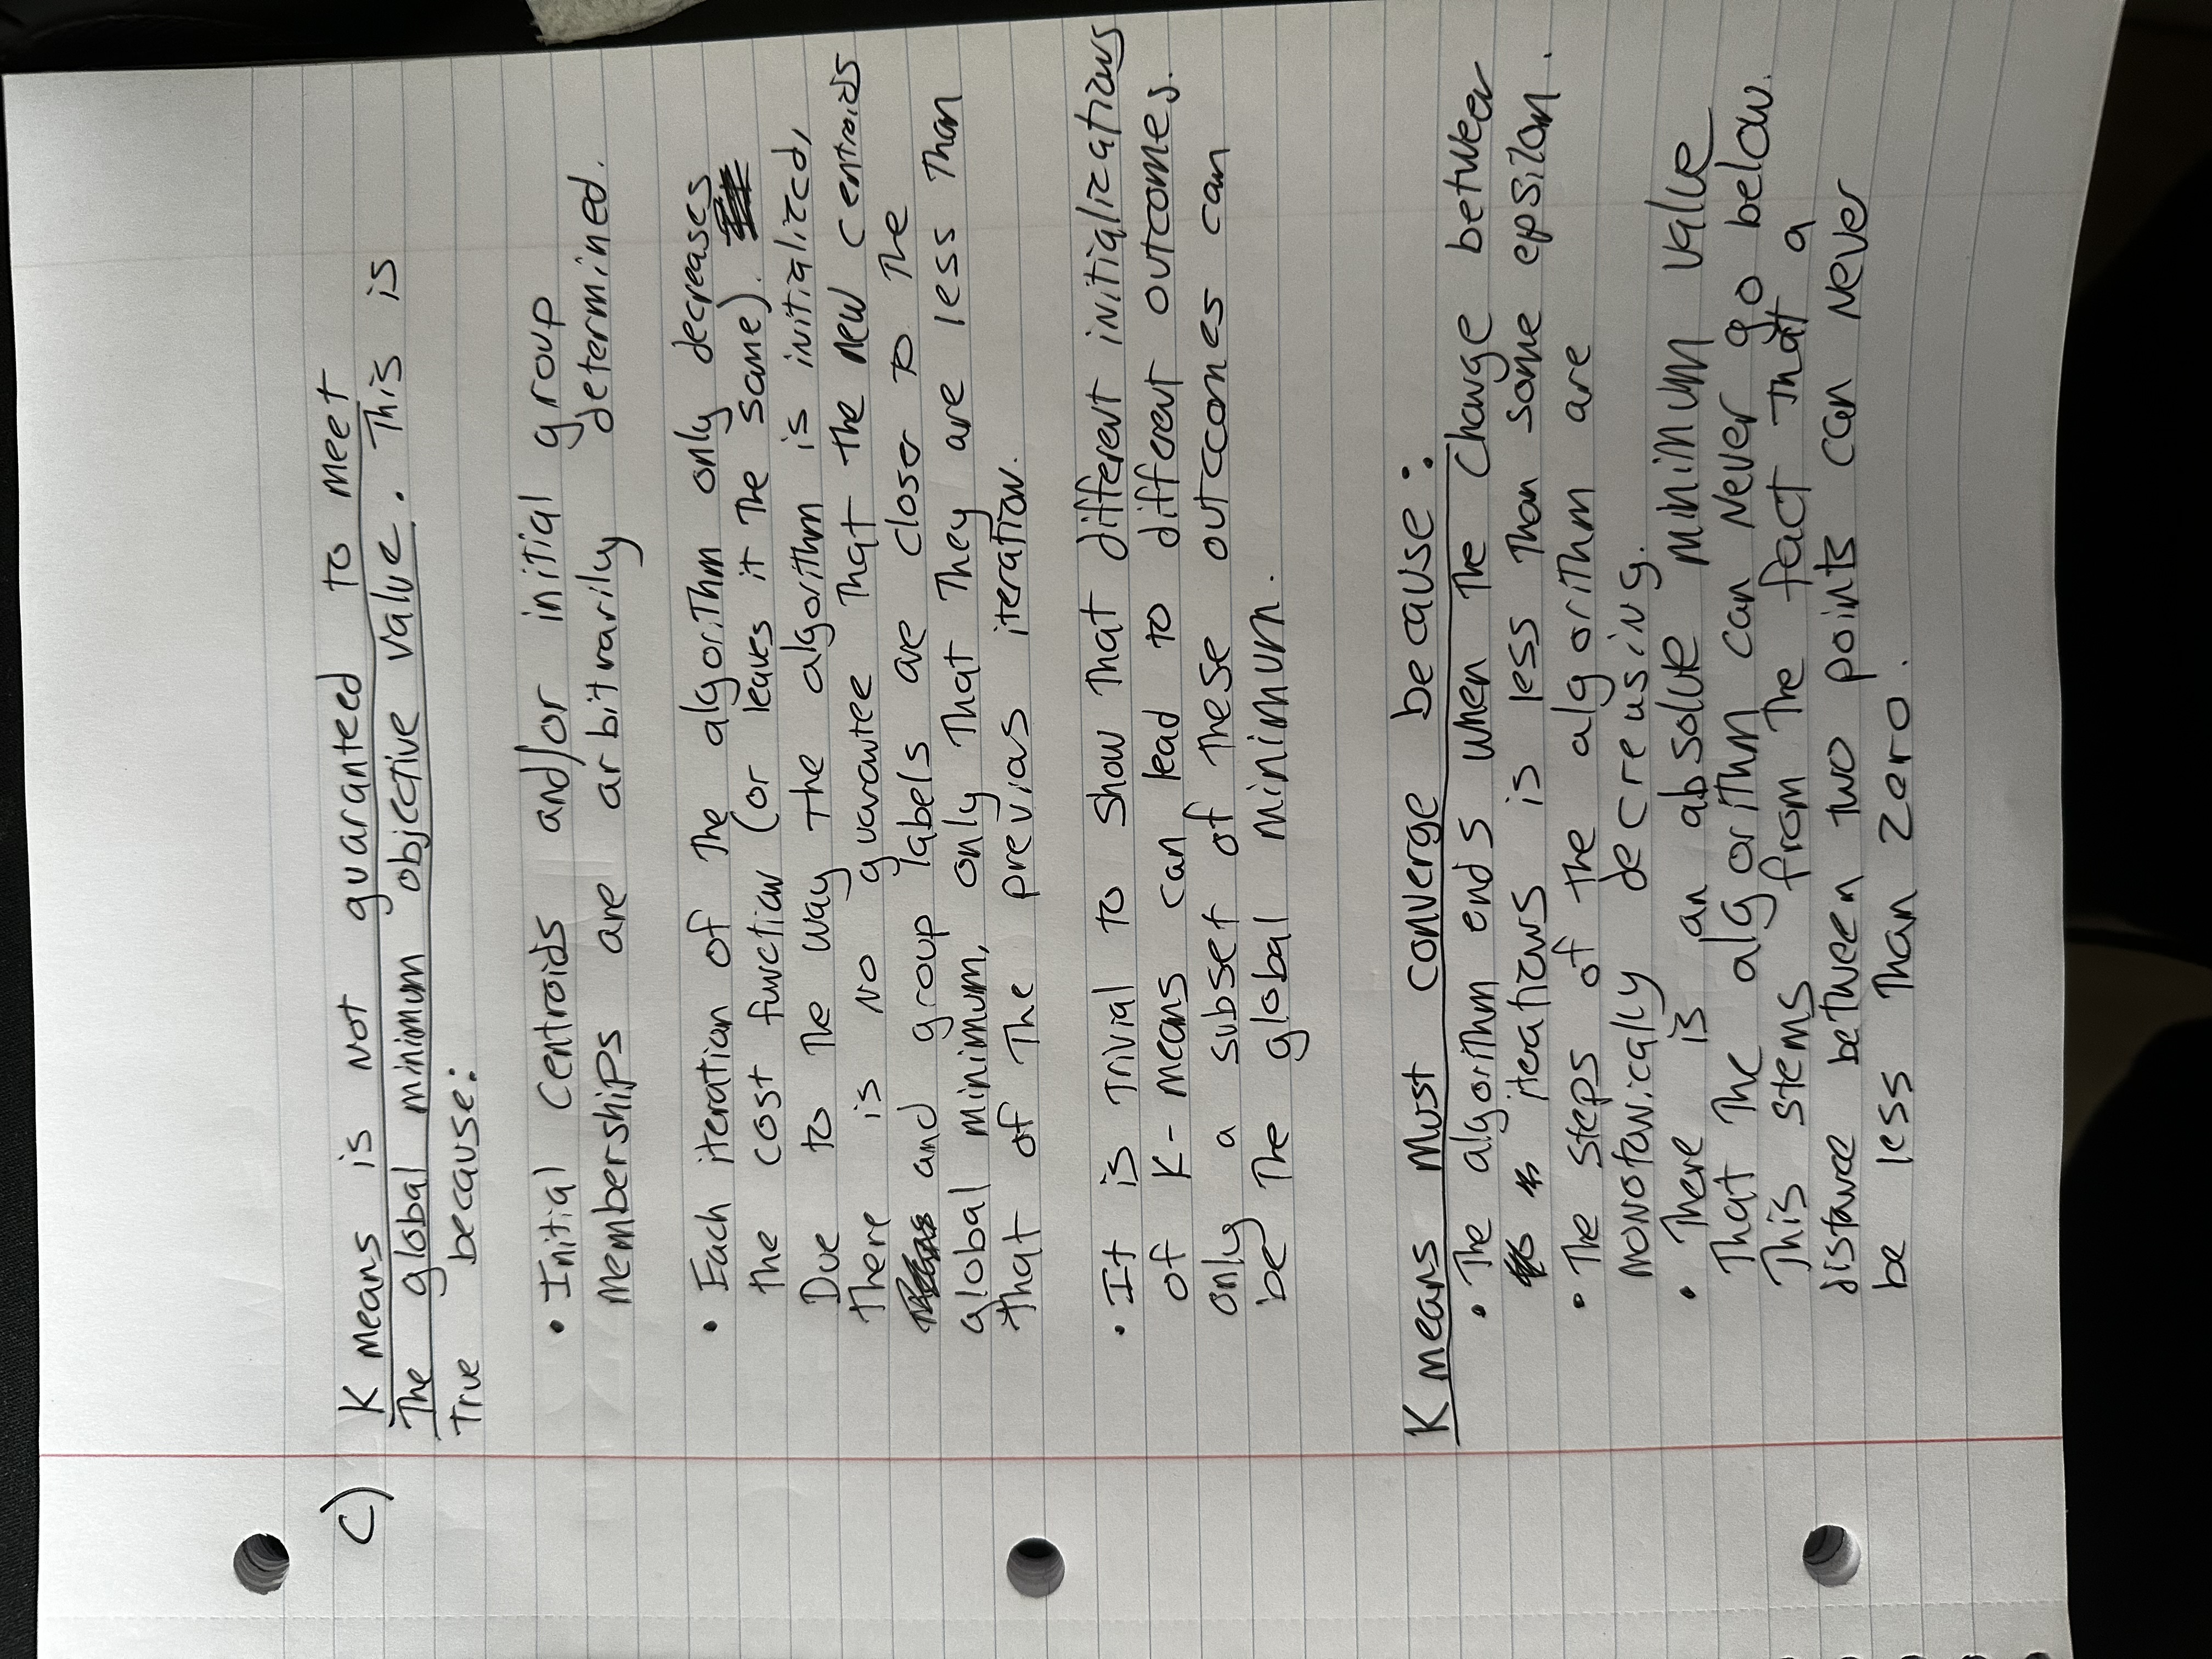 C) K means is not guaranteed to meet
The global minimum objective value. This is
True because:
• Initial centroids and/or initial group
memberships are arbitrarily determined.
• Each iteration of the algorithm only decreases
the cost function (or leaves it the same).
Due to the way the algorithm is initialized,
there is no guarantee that the new centroids
and group labels are closer to the
global minimum, only that they are less than
that of the previous iteration.
• It is trivial to show that different initializations
of K-means can lead to different outcomes.
only a subset of these outccomes can
be the global minimum.
K means must converge because:
• The algorithm ends when the change between
iterations is less than some epsilon.
• The steps of the algorithm are
monotonically decreasing.
• There is an absolute minimum value
that the algorithm can never go below.
This stems from the fact that a
distance between two points can never
be less than zero.